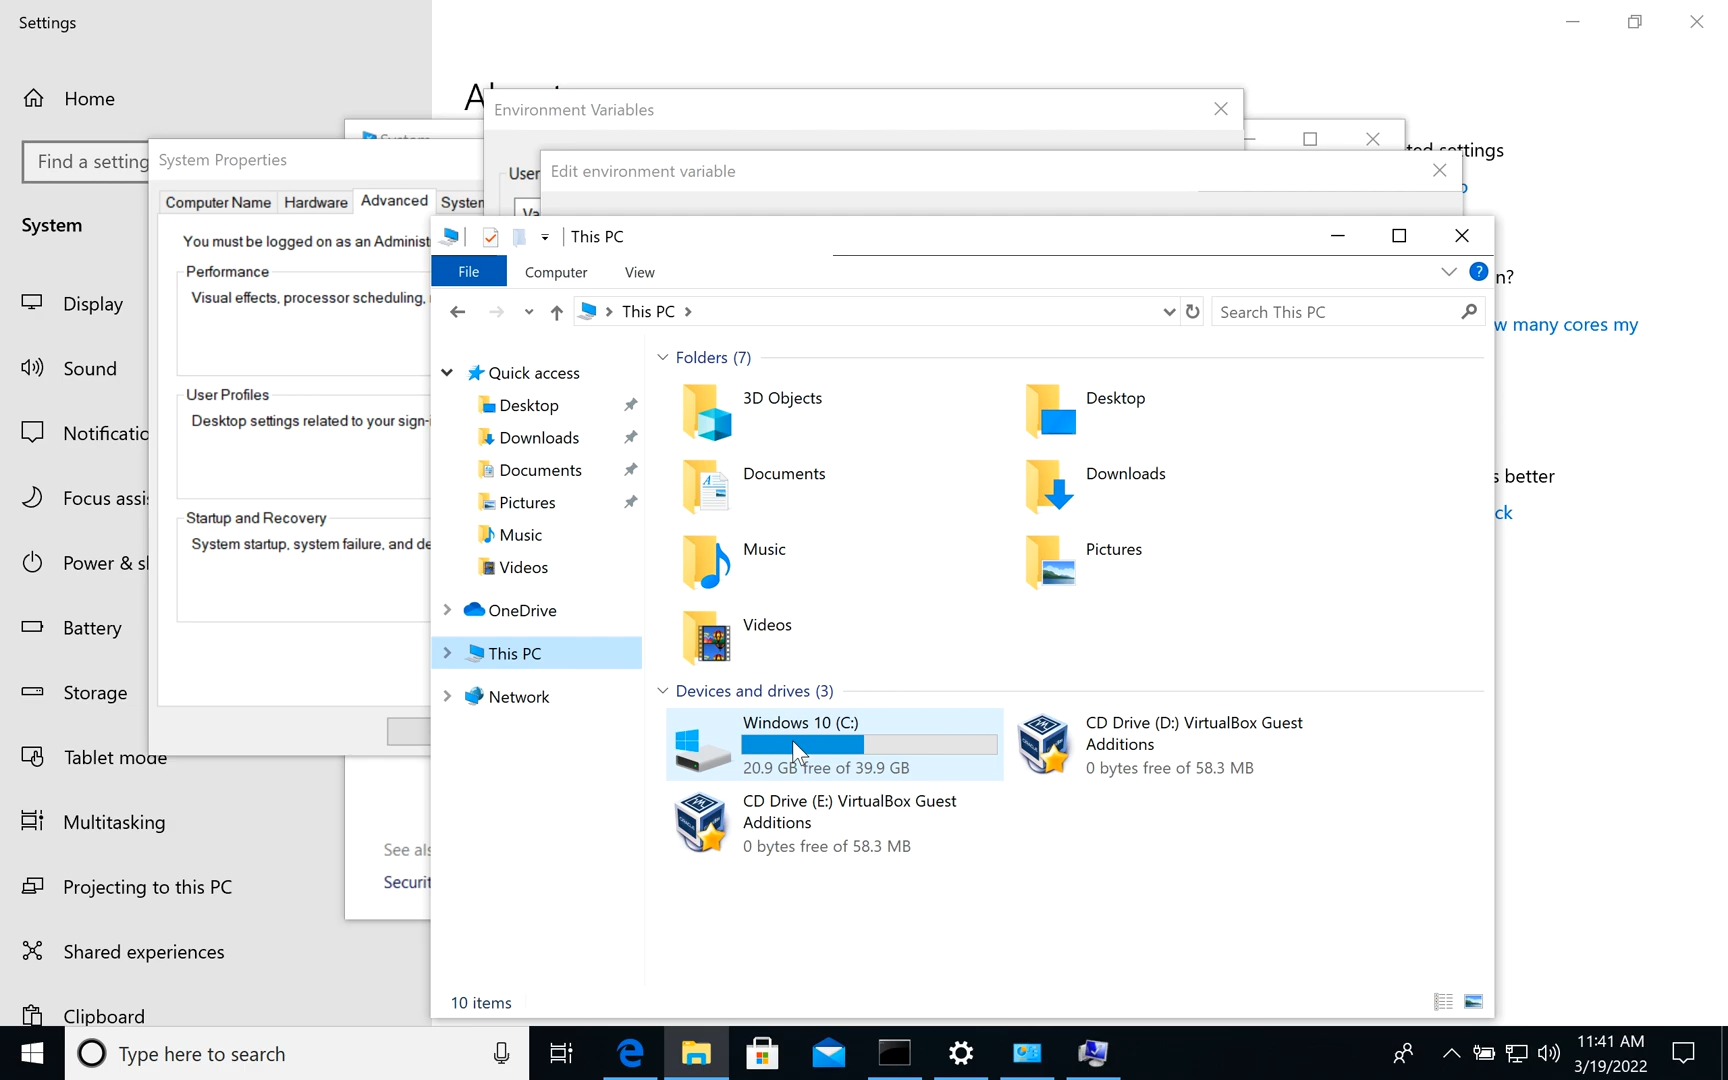 Settings
Home
Find a setting
System
Display
Sound
Notificatio
Focus assis
Power & sl
Battery
Storage
Tablet mode
Multitasking
Projecting to this PC
Shared experiences
Clipboard
ted settings
n?
w many cores my
s better
ck
See als
Securit
System Properties
Computer Name
Hardware
Advanced
System
You must be logged on as an Administ
Performance
Visual effects, processor scheduling,
User Profiles
Desktop settings related to your sign-i
Startup and Recovery
System startup, system failure, and de
Environment Variables
User
Edit environment variable
This PC
File
Computer
View
This PC
Search This PC
Quick access
Desktop
Downloads
Documents
Pictures
Music
Videos
OneDrive
This PC
Network
Folders (7)
3D Objects
Desktop
Documents
Downloads
Music
Pictures
Videos
Devices and drives (3)
Windows 10 (C:)
20.9 GB free of 39.9 GB
CD Drive (D:) VirtualBox Guest
Additions
0 bytes free of 58.3 MB
CD Drive (E:) VirtualBox Guest
Additions
0 bytes free of 58.3 MB
10 items
Type here to search
11:41 AM
3/19/2022